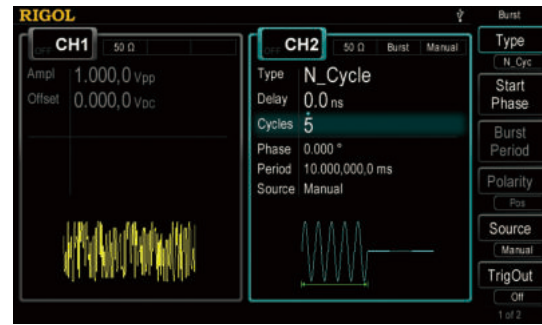 RIGOL
Burst
OFF CH1 50 Ω
OFF CH2 50 Ω Burst Manual
Ampl 1.000,0 Vpp
Offset 0.000,0 VDC
Type N_Cycle
Delay 0.0 ns
Cycles 5
Phase 0.000 °
Period 10.000,000,0 ms
Source Manual
Type
N_Cyc
Start
Phase
Burst
Period
Polarity
Pos
Source
Manual
TrigOut
Off
1 of 2